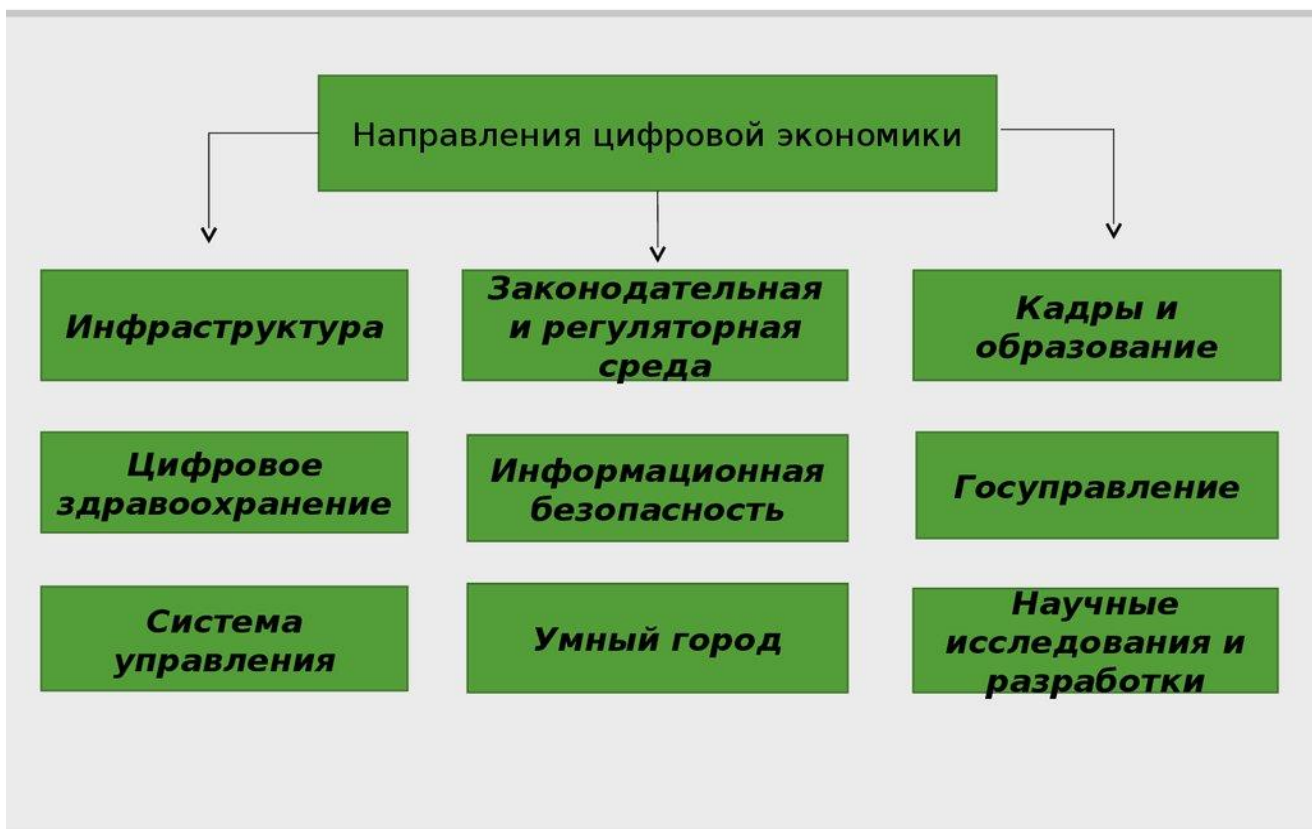 Направления цифровой экономики
Инфраструктура
Законодательная
и регуляторная
среда
Кадры и
образование
Цифровое
здравоохранение
Информационная
безопасность
Госуправление
Система
управления
Умный город
Научные
исследования и
разработки